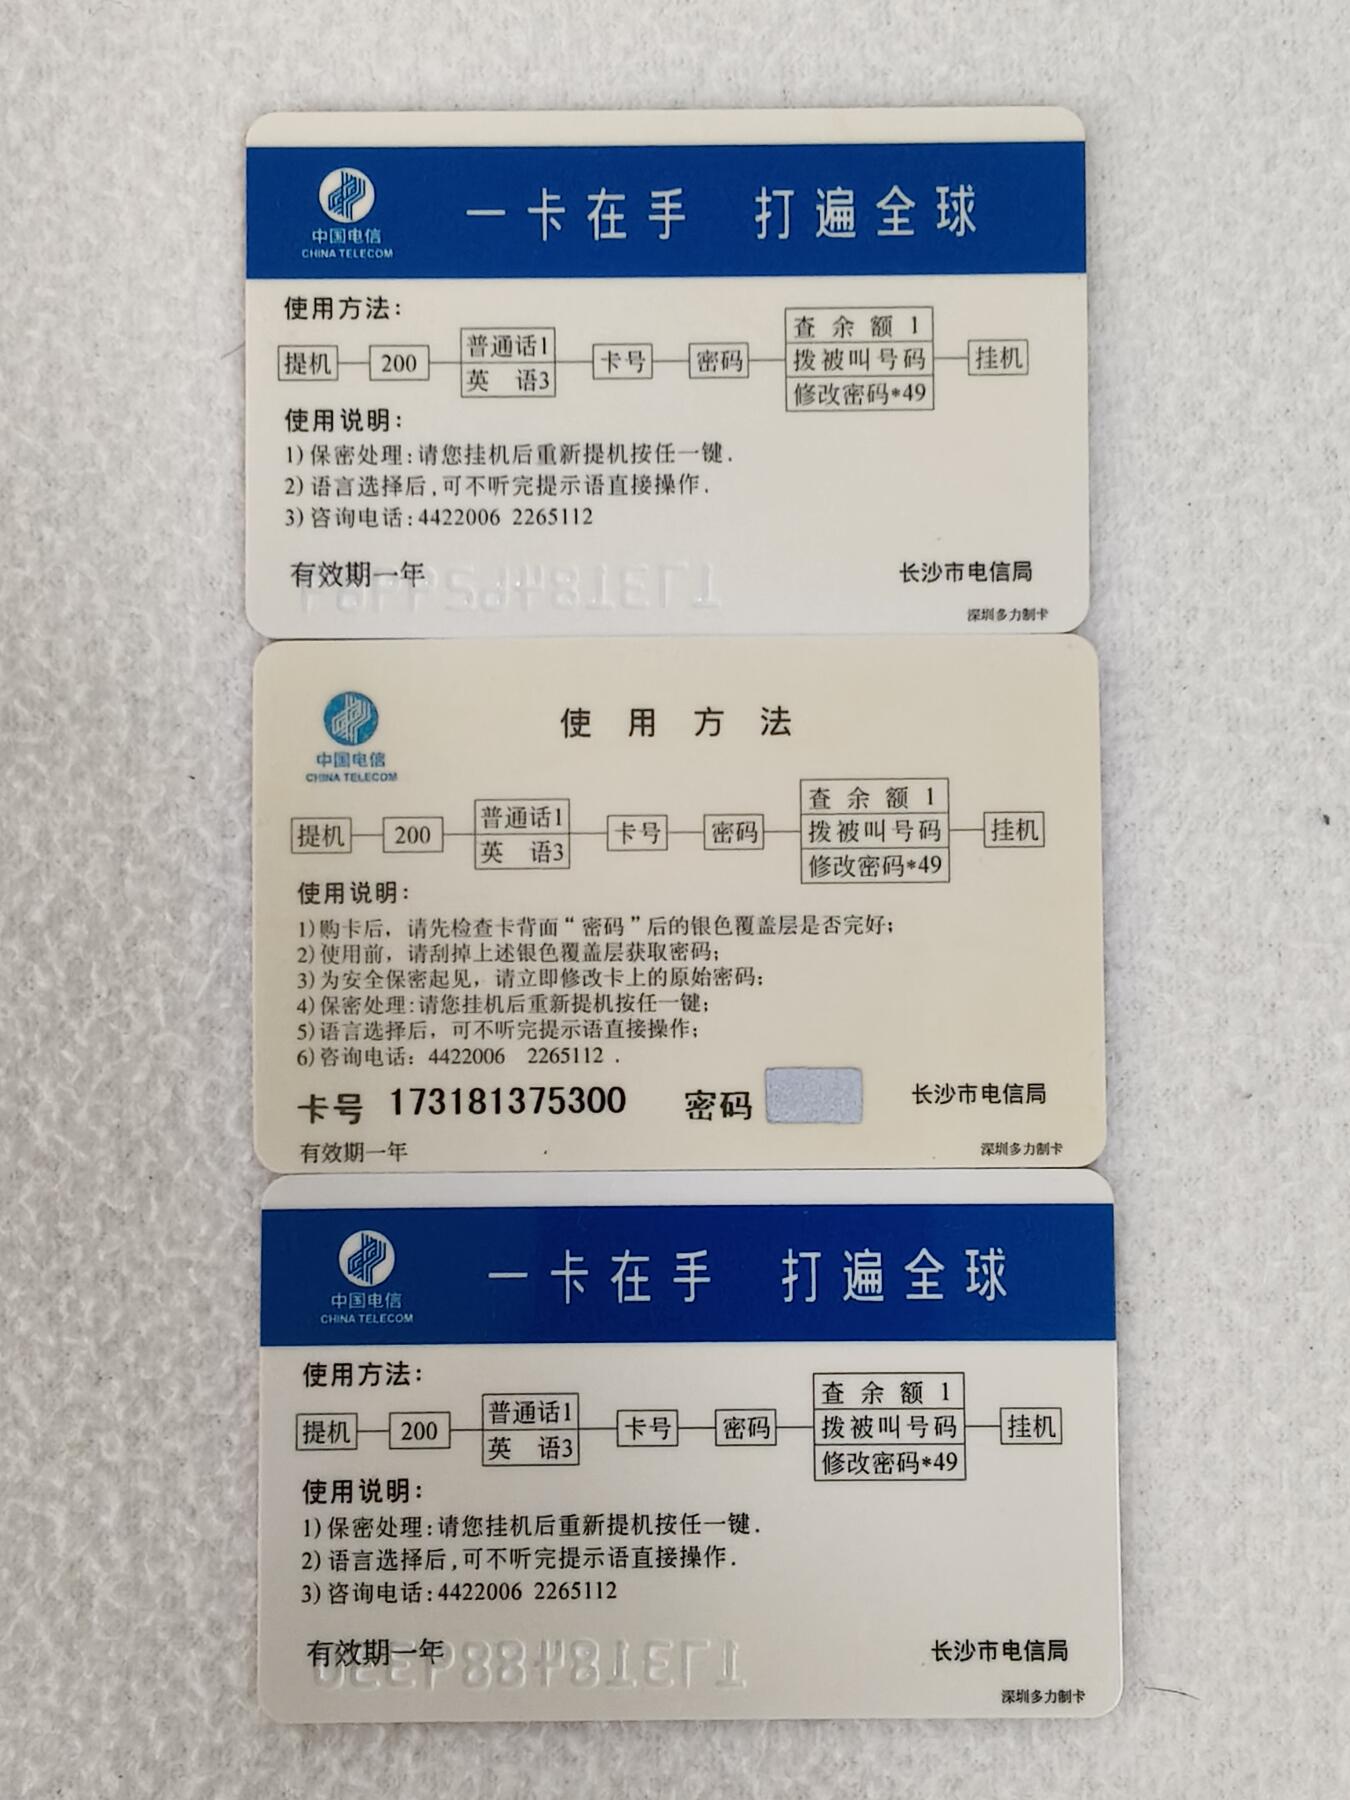 一卡在手 打遍全球
中国电信
CHINA TELECOM
使用方法:
提机 200 普通话1 英 语3 卡号 密码 查余额1 拨被叫号码 修改密码*49 挂机
使用说明:
1)保密处理:请您挂机后重新提机按任一键.
2)语言选择后,可不听完提示语直接操作.
3)咨询电话:4422006 2265112
有效期一年
长沙市电信局
深圳多力制卡
中国电信
CHINA TELECOM
使用方法
提机 200 普通话1 英 语3 卡号 密码 查余额1 拨被叫号码 修改密码*49 挂机
使用说明:
1)购卡后，请先检查卡背面“密码”后的银色覆盖层是否完好;
2)使用前，请刮掉上述银色覆盖层获取密码;
3)为安全保密起见，请立即修改卡上的原始密码;
4)保密处理:请您挂机后重新提机按任一键;
5)语言选择后，可不听完提示语直接操作;
6)咨询电话: 4422006 2265112 .
卡号 173181375300 密码
长沙市电信局
有效期一年
深圳多力制卡
一卡在手 打遍全球
中国电信
CHINA TELECOM
使用方法:
提机 200 普通话1 英 语3 卡号 密码 查余额1 拨被叫号码 修改密码*49 挂机
使用说明:
1)保密处理:请您挂机后重新提机按任一键.
2)语言选择后,可不听完提示语直接操作.
3)咨询电话:4422006 2265112
有效期一年
长沙市电信局
深圳多力制卡